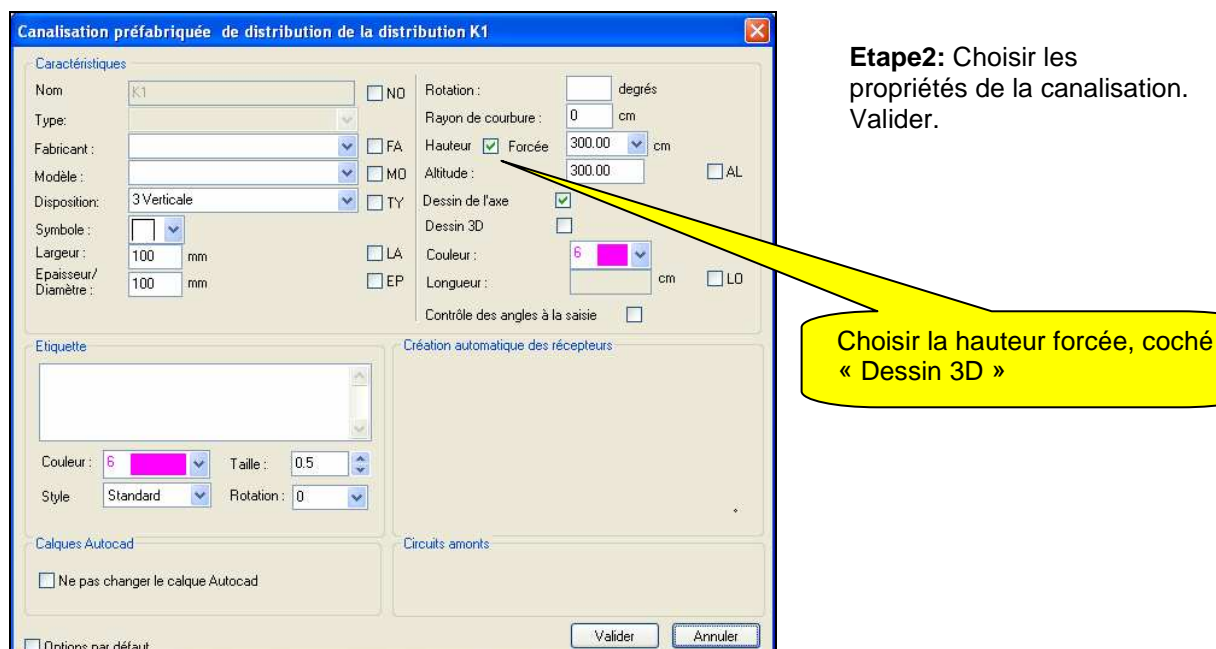 Canalisation préfabriquée de distribution de la distribution K1
Caractéristiques
Nom K1 NO
Type:
Fabricant : FA
Modèle : MO
Disposition: 3 Verticale TY
Symbole :
Largeur : 100 mm LA
Epaisseur/
Diamètre : 100 mm EP
Rotation : degrés
Rayon de courbure : 0 cm
Hauteur Forcée 300.00 cm
Altitude : 300.00 AL
Dessin de l'axe
Dessin 3D
Couleur : 6
Longueur : cm LO
Contrôle des angles à la saisie
Etiquette
Couleur : 6 Taille : 0.5
Style Standard Rotation : 0
Création automatique des récepteurs
Calques Autocad
Ne pas changer le calque Autocad
Circuits amonts
Options par défaut
Valider Annuler
Etape2: Choisir les
propriétés de la canalisation.
Valider.
Choisir la hauteur forcée, coché
« Dessin 3D »